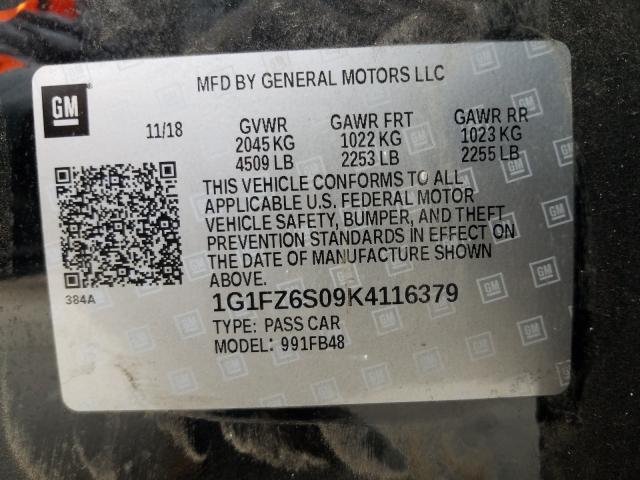 MFD BY GENERAL MOTORS LLC
GM
11/18
GVWR
2045 KG
4509 LB
GAWR FRT
1022 KG
2253 LB
GAWR RR
1023 KG
2255 LB
THIS VEHICLE CONFORMS TO ALL
APPLICABLE U.S. FEDERAL MOTOR
VEHICLE SAFETY, BUMPER, AND THEFT
PREVENTION STANDARDS IN EFFECT ON
THE DATE OF MANUFACTURE SHOWN
ABOVE.
384A
1G1FZ6S09K4116379
TYPE: PASS CAR
MODEL: 991FB48